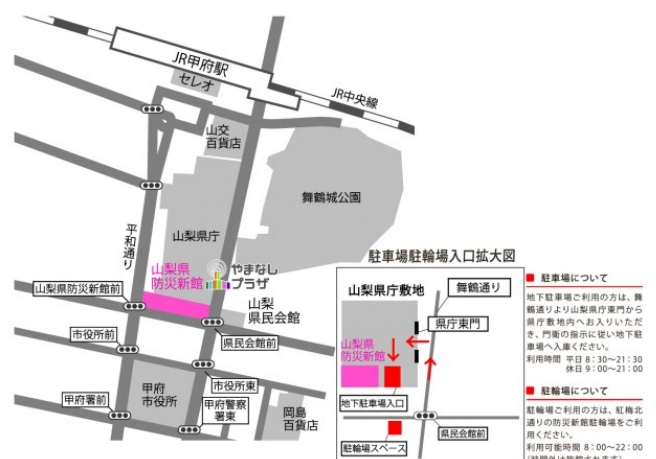 JR甲府駅
セレオ
JR中央線
山交
百貨店
舞鶴城公園
山梨県庁
平和通り
山梨県
防災新館
やまなし
プラザ
山梨県防災新館前
山梨
県民会館
県民会館前
市役所前
市役所東
甲府
市役所
甲府署前
甲府警察
署東
岡島
百貨店
駐車場駐輪場入口拡大図
山梨県庁敷地
舞鶴通り
県庁東門
山梨県
防災新館
地下駐車場入口
県民会館前
駐輪場スペース
■ 駐車場について
地下駐車場ご利用の方は、舞
鶴通りより山梨県庁東門から
県庁敷地内へお入りいただ
き、門衛の指示に従い地下駐
車場へ入庫ください。
利用時間 平日 8:30～21:30
休日 9:00～21:00
■ 駐輪場について
駐輪場ご利用の方は、紅梅北
通りの防災新館駐輪場をご利
用ください。
利用可能時間 8:00～22:00